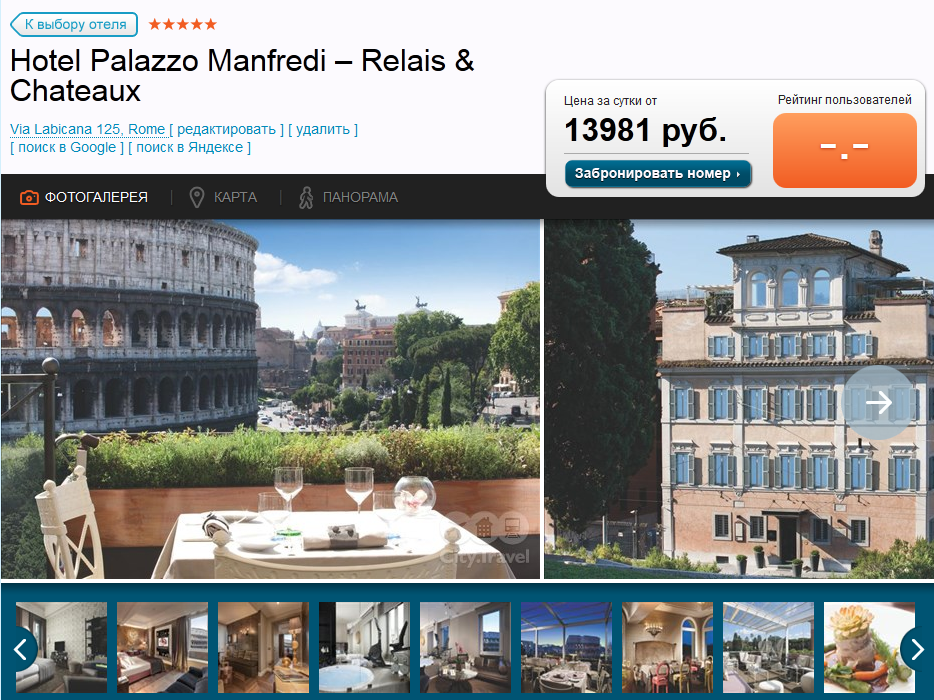 К выбору отеля
Hotel Palazzo Manfredi – Relais &
Chateaux
Via Labicana 125, Rome [ редактировать ] [ удалить ]
[ поиск в Google ] [ поиск в Яндексе ]
Цена за сутки от
13981 руб.
Забронировать номер
Рейтинг пользователей
-.-
ФОТОГАЛЕРЕЯ
КАРТА
ПАНОРАМА
City.Travel